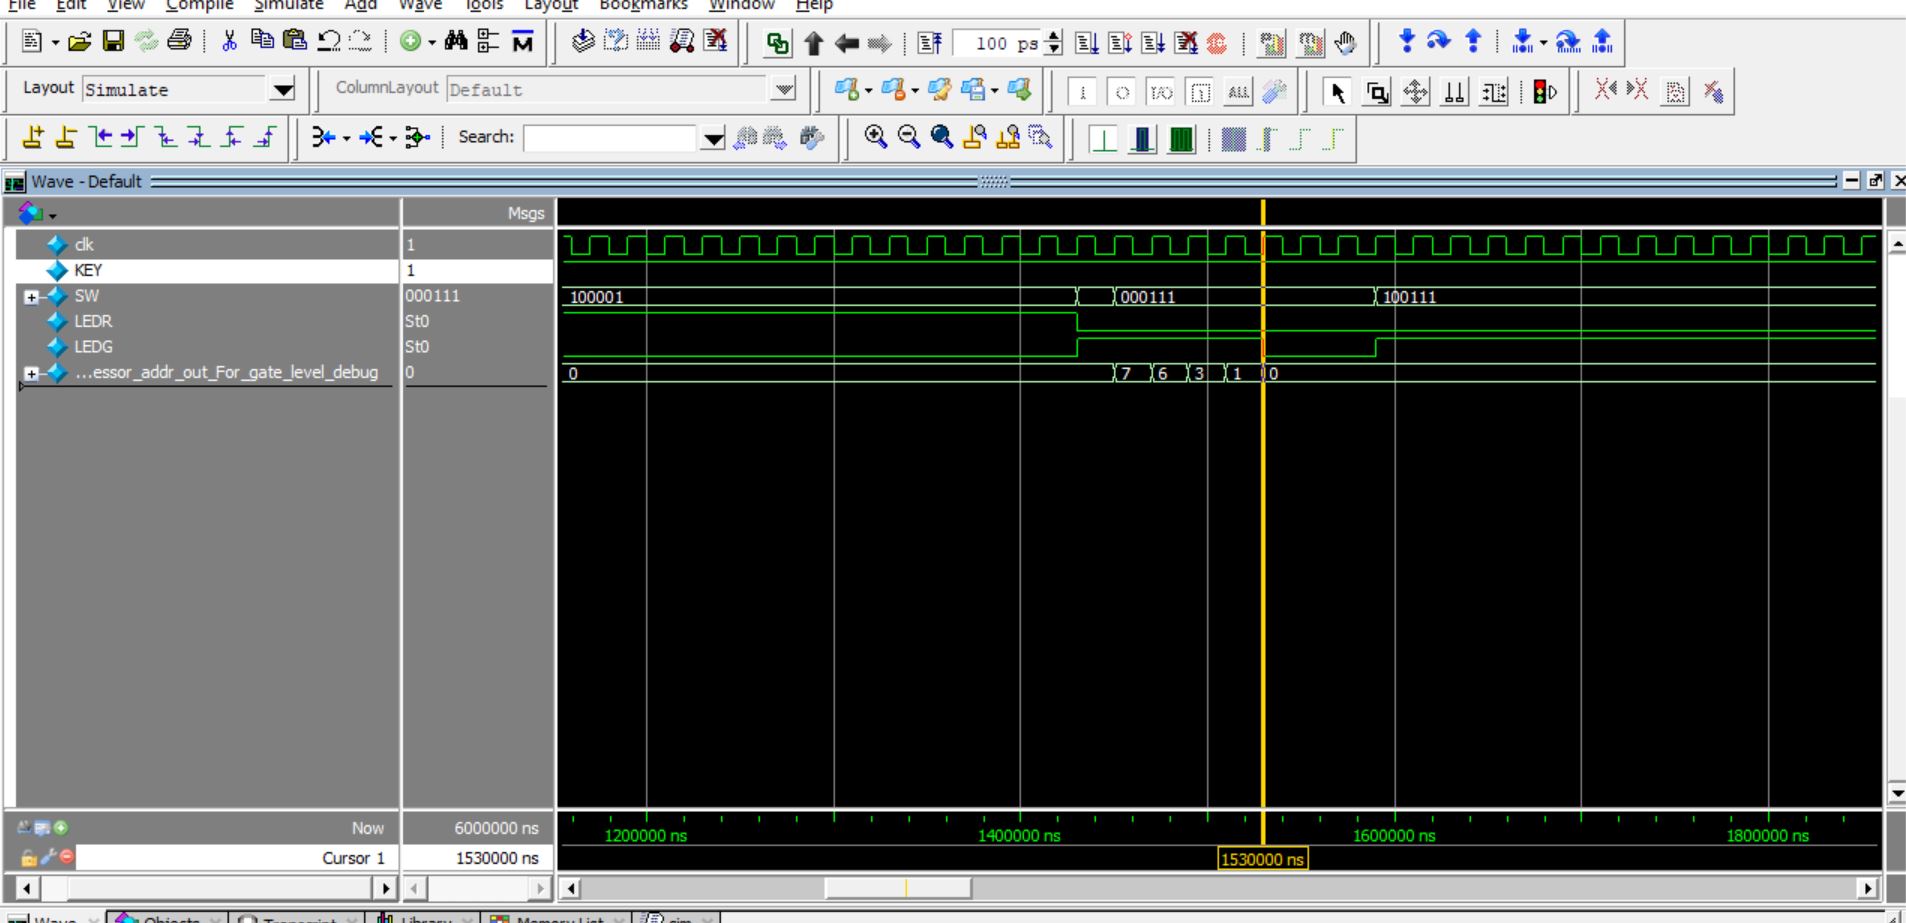 File Edit View Compile Simulate Add Wave Tools Layout Bookmarks Window Help
100 ps
Layout Simulate ColumnLayout Default ALL
Search:
Wave - Default
Msgs
clk 1
KEY 1
SW 000111 100001 000111 100111
LEDR St0
LEDG St0
...essor_addr_out_For_gate_level_debug 0 0 7 6 3 1 0
Now 6000000 ns 1200000 ns 1400000 ns 1600000 ns 1800000 ns
Cursor 1 1530000 ns 1530000 ns
Wave Objects Transcript Library Memory List sim